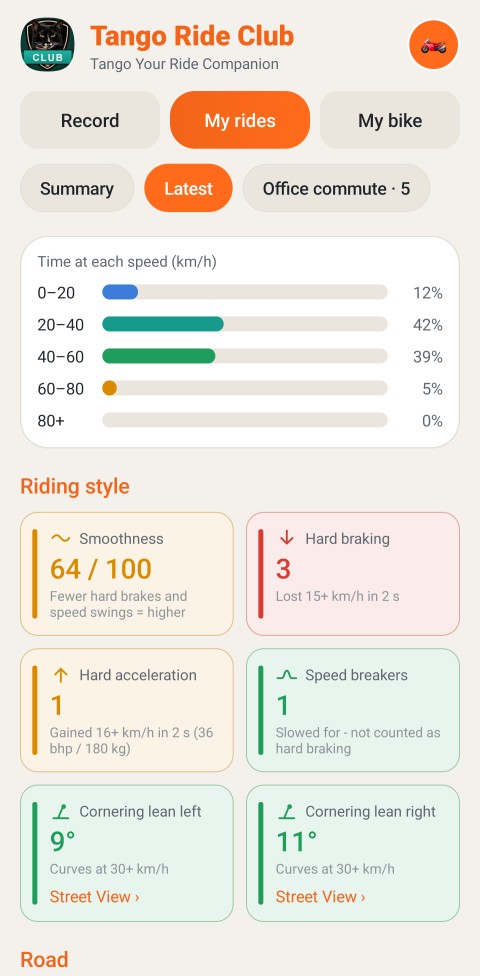 CLUB
Tango Ride Club
Tango Your Ride Companion
Record
My rides
My bike
Summary
Latest
Office commute · 5
Time at each speed (km/h)
0–20 12%
20–40 42%
40–60 39%
60–80 5%
80+ 0%
Riding style
Smoothness
64 / 100
Fewer hard brakes and
speed swings = higher
Hard braking
3
Lost 15+ km/h in 2 s
Hard acceleration
1
Gained 16+ km/h in 2 s (36
bhp / 180 kg)
Speed breakers
1
Slowed for - not counted as
hard braking
Cornering lean left
9°
Curves at 30+ km/h
Street View ›
Cornering lean right
11°
Curves at 30+ km/h
Street View ›
Road